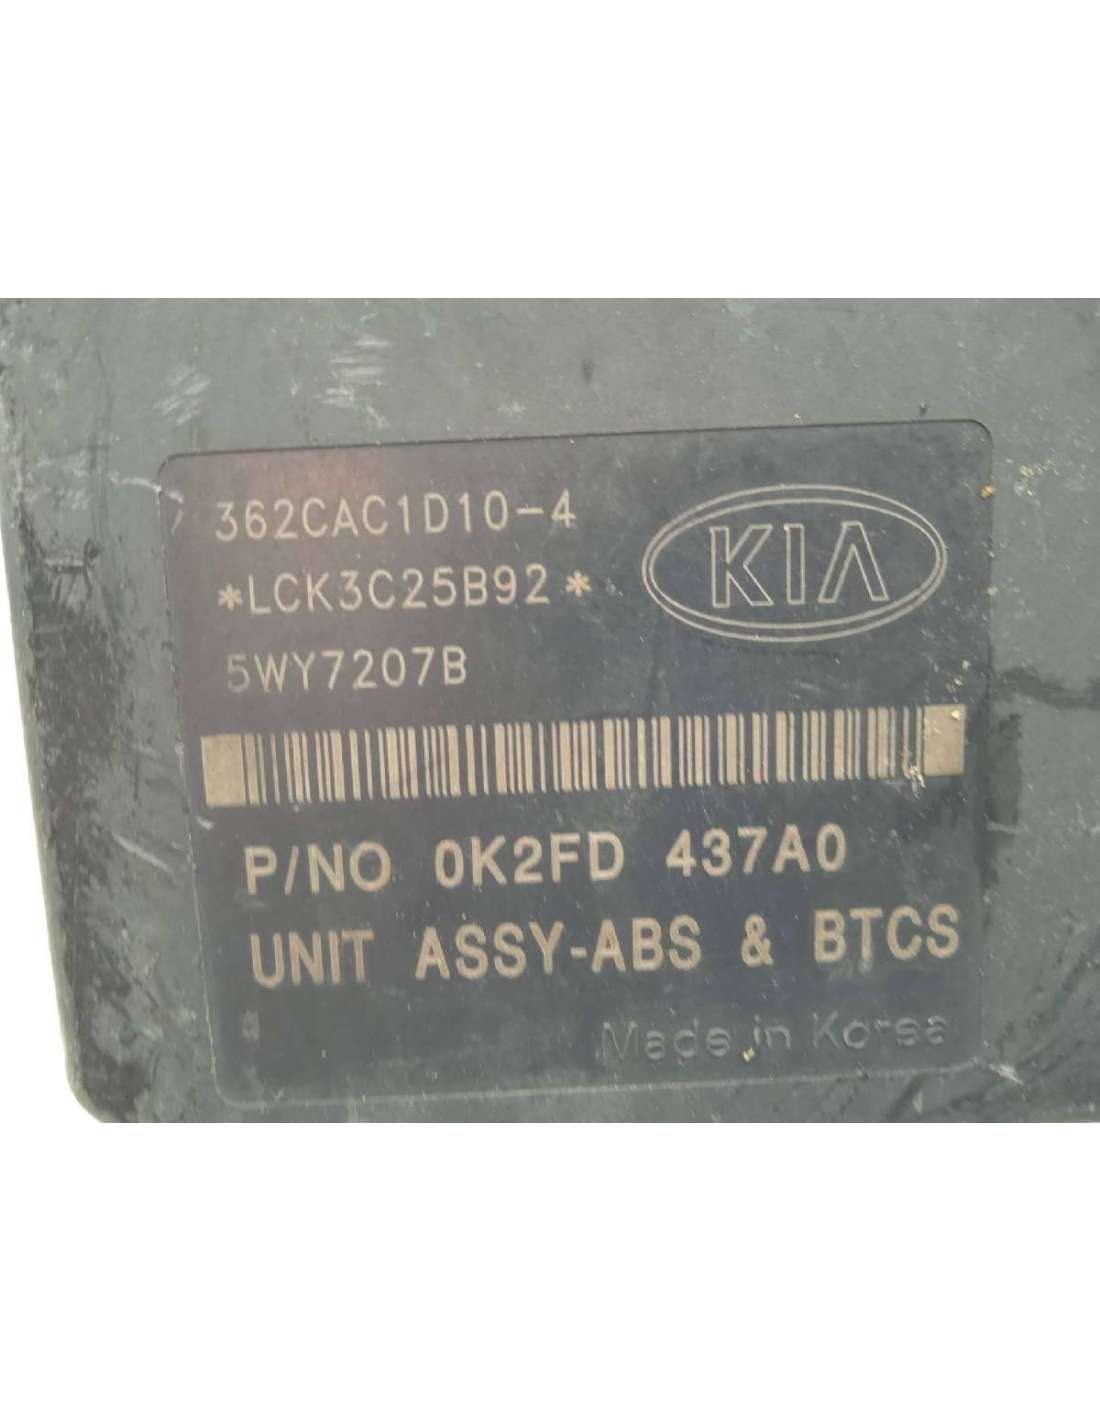 362CAC1D10-4
KIA
*LCK3C25B92*
5WY7207B
P/NO 0K2FD 437A0
UNIT ASSY-ABS & BTCS
Made in Korea